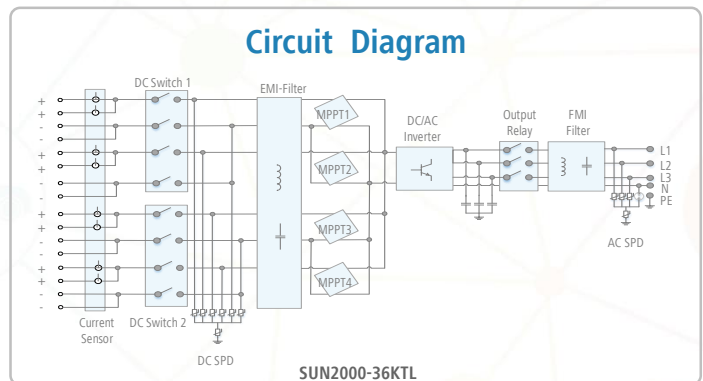 Circuit Diagram
DC Switch 1
EMI-Filter
MPPT1
DC/AC
Inverter
Output
Relay
FMI
Filter
+
+
-
-
+
+
-
-
+
+
-
-
+
+
-
-
MPPT2
MPPT3
MPPT4
L1
L2
L3
N
PE
AC SPD
Current
Sensor
DC Switch 2
DC SPD
SUN2000-36KTL